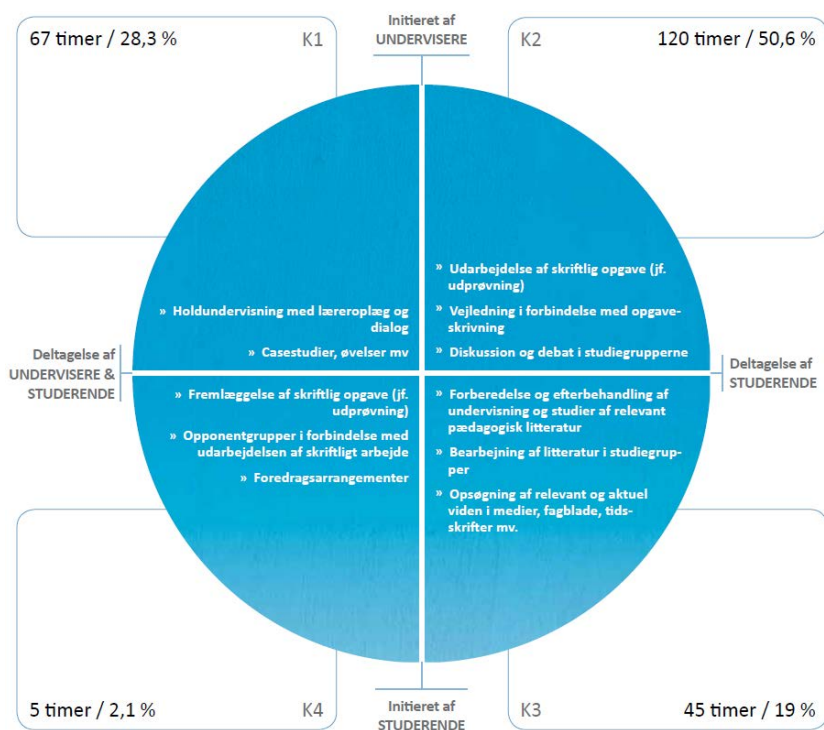 67 timer / 28,3 %
K1
Initieret af
UNDERVISERE
K2
120 timer / 50,6 %
» Holdundervisning med læreroplæg og
dialog
» Casestudier, øvelser mv
» Udarbejdelse af skriftlig opgave (jf.
udprøvning)
» Vejledning i forbindelse med opgave-
skrivning
» Diskussion og debat i studiegrupperne
Deltagelse af
UNDERVISERE &
STUDERENDE
Deltagelse af
STUDERENDE
» Fremlæggelse af skriftlig opgave (jf.
udprøvning)
» Opponentgrupper i forbindelse med
udarbejdelsen af skriftligt arbejde
» Foredragsarrangementer
» Forberedelse og efterbehandling af
undervisning og studier af relevant
pædagogisk litteratur
» Bearbejning af litteratur i studiegrup-
per
» Opsøgning af relevant og aktuel
viden i medier, fagblade, tids-
skrifter mv.
5 timer / 2,1 %
K4
Initieret af
STUDERENDE
K3
45 timer / 19 %